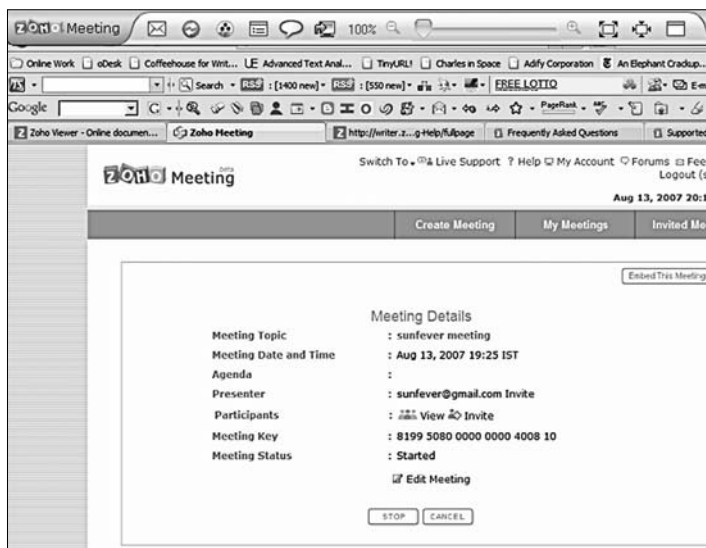 ZOHO Meeting 100%
Online Work oDesk Coffeehouse for Writ... UE Advanced Text Anal... TinyURL! Charles in Space Adify Corporation An Elephant Crackup...
Search RSS : [1400 new] RSS : [550 new] FREE LOTTO E-m
Google PageRank
Zoho Viewer - Online documen... Zoho Meeting http://writer.z...g-Help/fullpage Frequently Asked Questions Supported
ZOHO Meeting beta
Switch To Live Support ? Help My Account Forums Fee
Logout (s
Aug 13, 2007 20:1
Create Meeting My Meetings Invited Me
Embed This Meeting
Meeting Details
Meeting Topic : sunfever meeting
Meeting Date and Time : Aug 13, 2007 19:25 IST
Agenda :
Presenter : sunfever@gmail.com Invite
Participants : View Invite
Meeting Key : 8199 5080 0000 0000 4008 10
Meeting Status : Started
Edit Meeting
STOP CANCEL